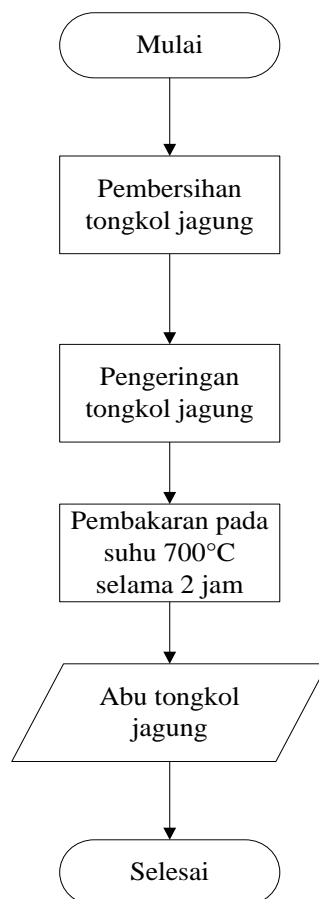 Mulai
Pembersihan
tongkol jagung
Pengeringan
tongkol jagung
Pembakaran pada
suhu 700°C
selama 2 jam
Abu tongkol
jagung
Selesai